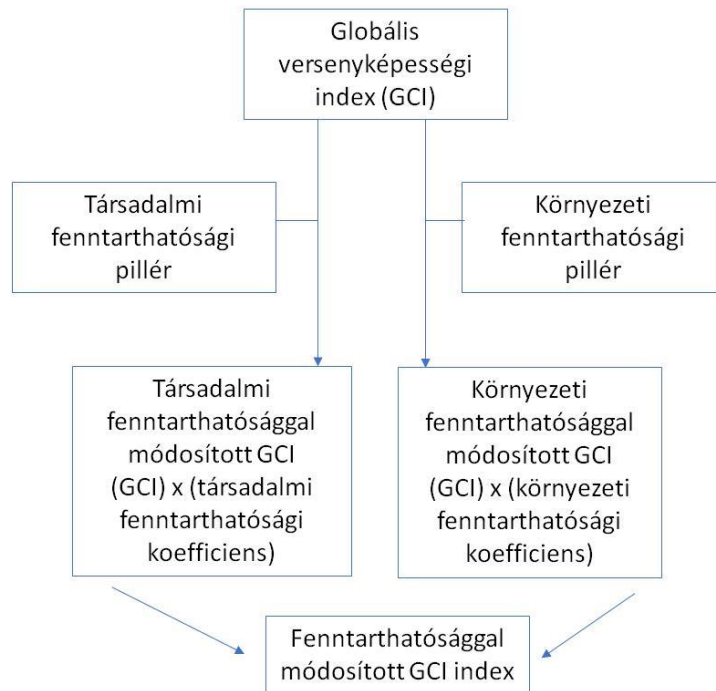 Globális
versenyképességi
index (GCI)
Társadalmi
fenntarthatósági
pillér
Környezeti
fenntarthatósági
pillér
Társadalmi
fenntarthatósággal
módosított GCI
(GCI) x (társadalmi
fenntarthatósági
koefficiens)
Környezeti
fenntarthatósággal
módosított GCI
(GCI) x (környezeti
fenntarthatósági
koefficiens)
Fenntarthatósággal
módosított GCI index